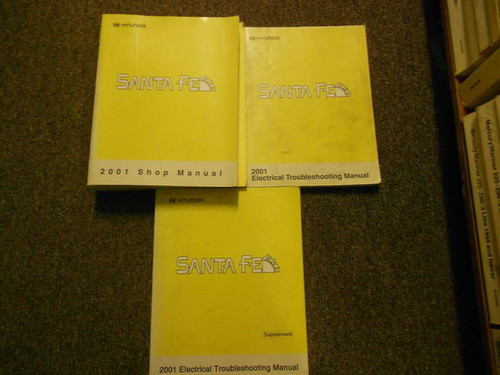 HYUNDAI
SANTA FE
2001 Shop Manual
HYUNDAI
SANTA FE
2001
Electrical Troubleshooting Manual
HYUNDAI
SANTA FE
Supplement
2001 Electrical Troubleshooting Manual